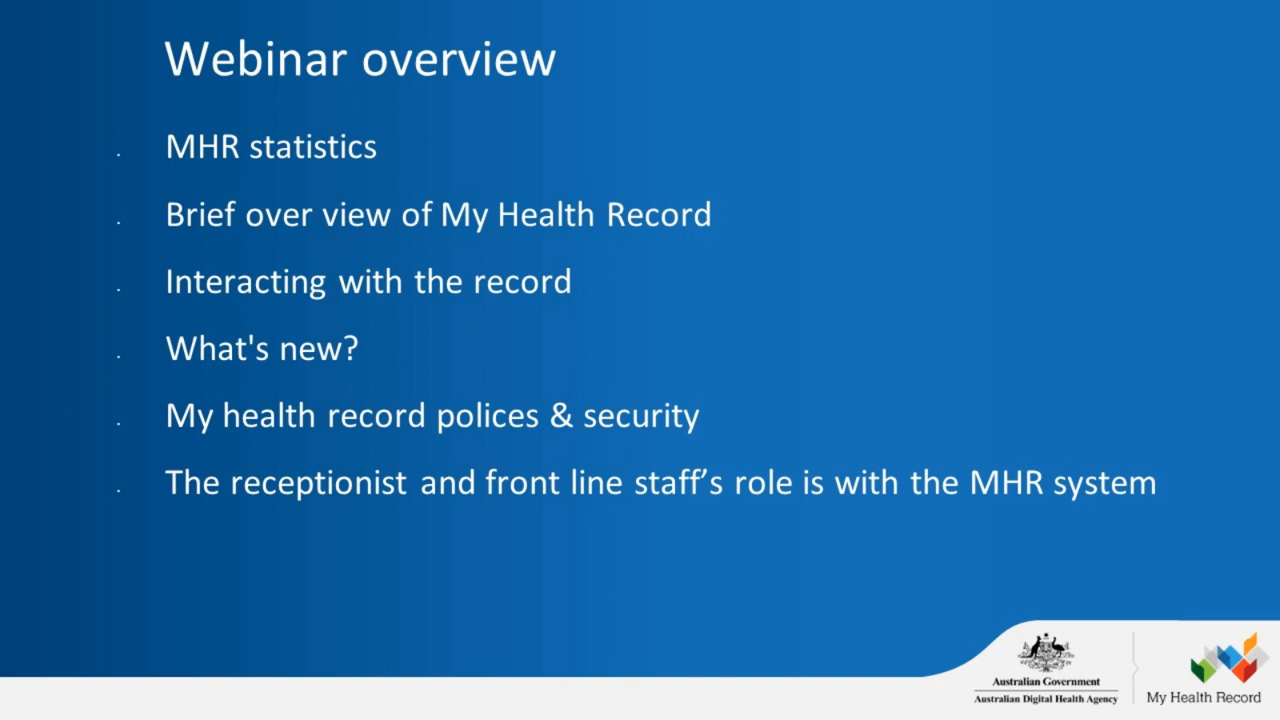 Webinar overview
MHR statistics
Brief over view of My Health Record
Interacting with the record
What's new?
My health record polices & security
The receptionist and front line staff’s role is with the MHR system
Australian Government
Australian Digital Health Agency
My Health Record